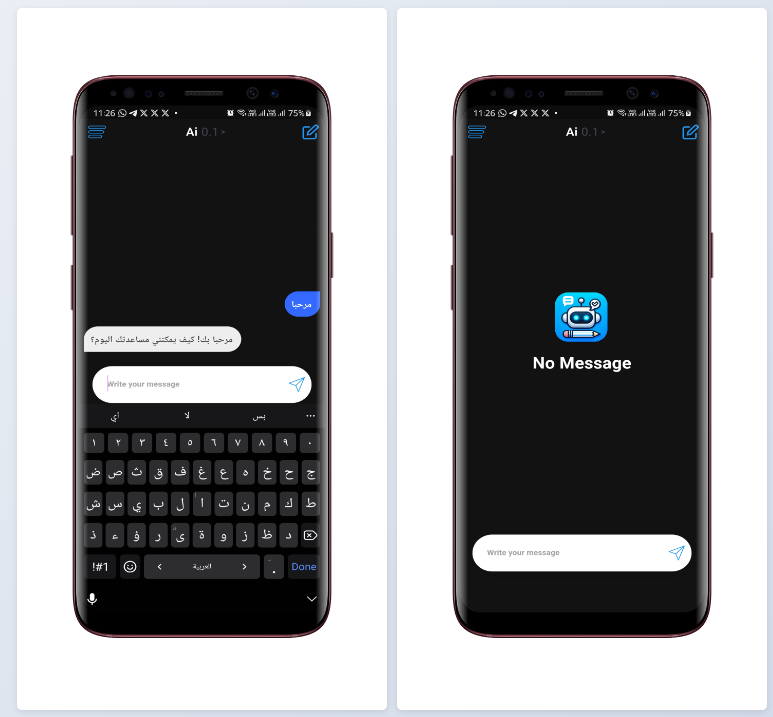 11:26
75%
Ai 0.1 >
مرحبا
مرحبا بك! كيف يمكنني مساعدتك اليوم؟
Write your message
اي لا بس ...
١ ٢ ٣ ٤ ٥ ٦ ٧ ٨ ٩ ٠
ض ص ث ق ف غ ع ه خ ح ج
ش س ي ب ل ا ت ن م ك ط
ذ ء ؤ ر ى ة و ز ظ د
!#1 < العربية > . Done
11:26
75%
Ai 0.1 >
No Message
Write your message